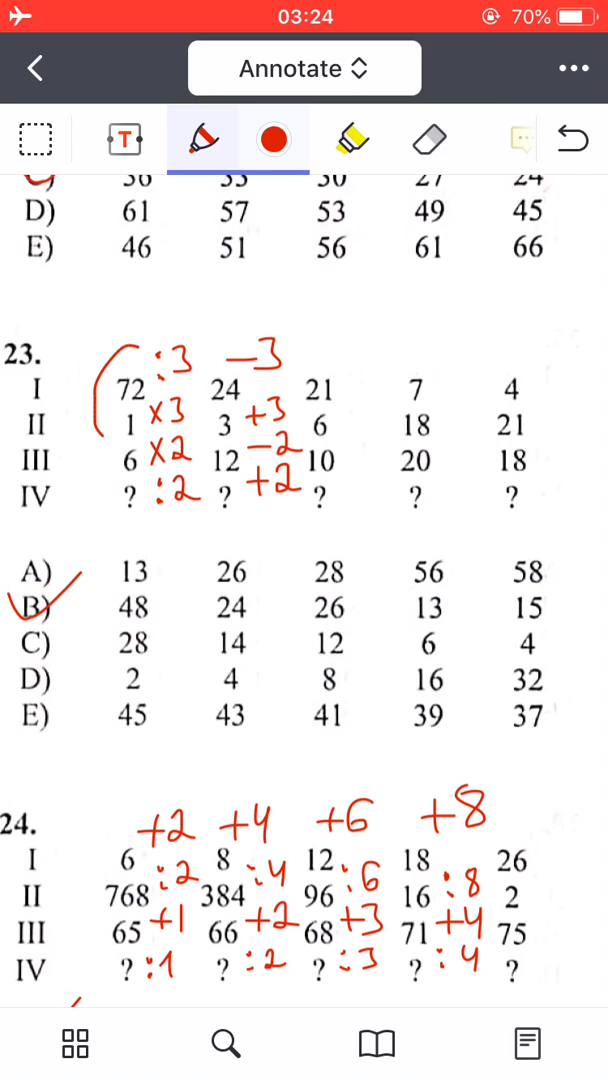 03:24 70%
Annotate
T
36 33 30 27 24
D) 61 57 53 49 45
E) 46 51 56 61 66
23. :3 -3
I 72 24 21 7 4
II 1 x3 3 +3 6 18 21
III 6 x2 12 -2 10 20 18
IV ? :2 ? +2 ? ? ?
A) 13 26 28 56 58
B) 48 24 26 13 15
C) 28 14 12 6 4
D) 2 4 8 16 32
E) 45 43 41 39 37
24. +2 +4 +6 +8
I 6 8 12 18 26
II 768 :2 384 :4 96 :6 16 :8 2
III 65 +1 66 +2 68 +3 71 +4 75
IV ? :1 ? :2 ? :3 ? :4 ?